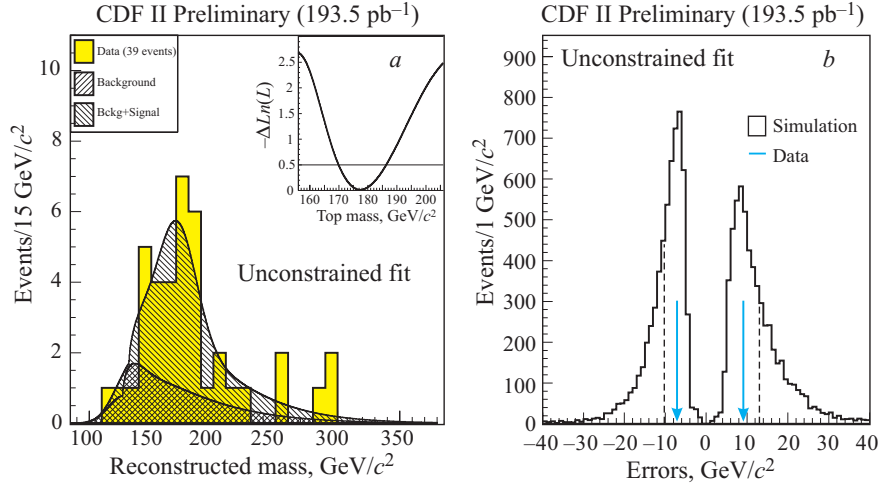 CDF II Preliminary (193.5 pb⁻¹)
Data (39 events)
Background
Bckg+Signal
a
−ΔLn(L)
2.5
2.0
1.5
1.0
0.5
0
160 170 180 190 200
Top mass, GeV/c²
Events/15 GeV/c²
10
8
6
4
2
0
Unconstrained fit
100 150 200 250 300 350
Reconstructed mass, GeV/c²
CDF II Preliminary (193.5 pb⁻¹)
Unconstrained fit
b
Simulation
Data
Events/1 GeV/c²
900
800
700
600
500
400
300
200
100
0
−40 −30 −20 −10 0 10 20 30 40
Errors, GeV/c²